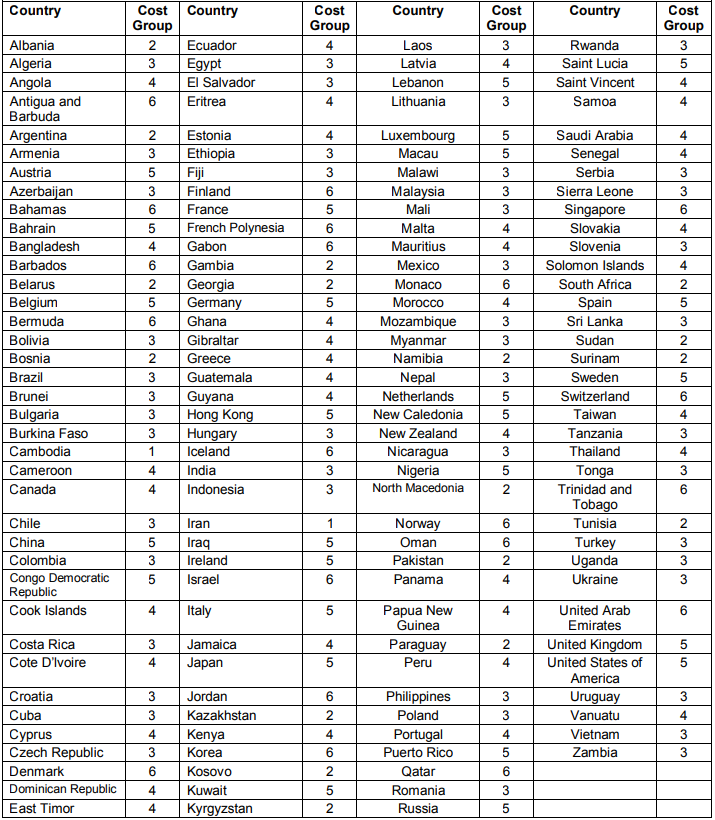 Country Cost Group Country Cost Group Country Cost Group Country Cost Group
Albania 2 Ecuador 4 Laos 3 Rwanda 3
Algeria 3 Egypt 3 Latvia 4 Saint Lucia 5
Angola 4 El Salvador 3 Lebanon 5 Saint Vincent 4
Antigua and Barbuda 6 Eritrea 4 Lithuania 3 Samoa 4
Argentina 2 Estonia 4 Luxembourg 5 Saudi Arabia 4
Armenia 3 Ethiopia 3 Macau 5 Senegal 4
Austria 5 Fiji 3 Malawi 3 Serbia 3
Azerbaijan 3 Finland 6 Malaysia 3 Sierra Leone 3
Bahamas 6 France 5 Mali 3 Singapore 6
Bahrain 5 French Polynesia 6 Malta 4 Slovakia 4
Bangladesh 4 Gabon 6 Mauritius 4 Slovenia 3
Barbados 6 Gambia 2 Mexico 3 Solomon Islands 4
Belarus 2 Georgia 2 Monaco 6 South Africa 2
Belgium 5 Germany 5 Morocco 4 Spain 5
Bermuda 6 Ghana 4 Mozambique 3 Sri Lanka 3
Bolivia 3 Gibraltar 4 Myanmar 3 Sudan 2
Bosnia 2 Greece 4 Namibia 2 Surinam 2
Brazil 3 Guatemala 4 Nepal 3 Sweden 5
Brunei 3 Guyana 4 Netherlands 5 Switzerland 6
Bulgaria 3 Hong Kong 5 New Caledonia 5 Taiwan 4
Burkina Faso 3 Hungary 3 New Zealand 4 Tanzania 3
Cambodia 1 Iceland 6 Nicaragua 3 Thailand 4
Cameroon 4 India 3 Nigeria 5 Tonga 3
Canada 4 Indonesia 3 North Macedonia 2 Trinidad and Tobago 6
Chile 3 Iran 1 Norway 6 Tunisia 2
China 5 Iraq 5 Oman 6 Turkey 3
Colombia 3 Ireland 5 Pakistan 2 Uganda 3
Congo Democratic Republic 5 Israel 6 Panama 4 Ukraine 3
Cook Islands 4 Italy 5 Papua New Guinea 4 United Arab Emirates 6
Costa Rica 3 Jamaica 4 Paraguay 2 United Kingdom 5
Cote D'Ivoire 4 Japan 5 Peru 4 United States of America 5
Croatia 3 Jordan 6 Philippines 3 Uruguay 3
Cuba 3 Kazakhstan 2 Poland 3 Vanuatu 4
Cyprus 4 Kenya 4 Portugal 4 Vietnam 3
Czech Republic 3 Korea 6 Puerto Rico 5 Zambia 3
Denmark 6 Kosovo 2 Qatar 6
Dominican Republic 4 Kuwait 5 Romania 3
East Timor 4 Kyrgyzstan 2 Russia 5